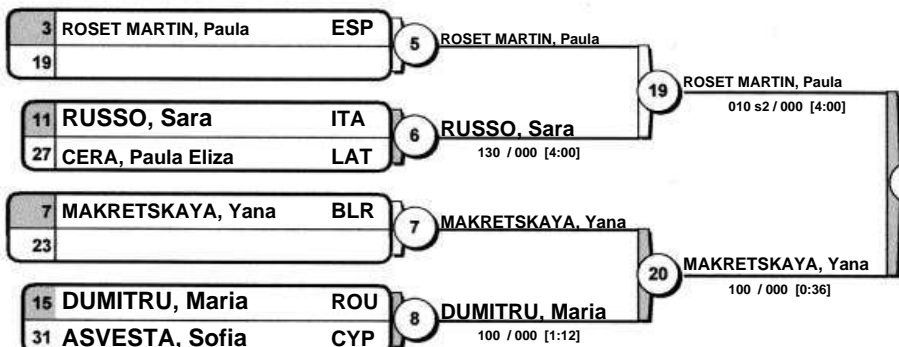 3 ROSET MARTIN, Paula ESP
19
5 ROSET MARTIN, Paula
11 RUSSO, Sara ITA
27 CERA, Paula Eliza LAT
6 RUSSO, Sara
130 / 000 [4:00]
19 ROSET MARTIN, Paula
010 s2 / 000 [4:00]
7 MAKRETSKAYA, Yana BLR
23
7 MAKRETSKAYA, Yana
15 DUMITRU, Maria ROU
31 ASVESTA, Sofia CYP
8 DUMITRU, Maria
100 / 000 [1:12]
20 MAKRETSKAYA, Yana
100 / 000 [0:36]